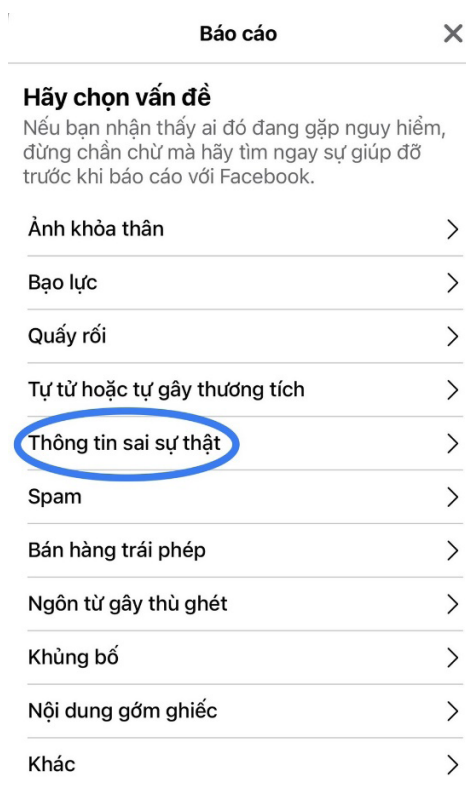 Báo cáo
Hãy chọn vấn đề
Nếu bạn nhận thấy ai đó đang gặp nguy hiểm,
đừng chần chừ mà hãy tìm ngay sự giúp đỡ
trước khi báo cáo với Facebook.
Ảnh khỏa thân
Bạo lực
Quấy rối
Tự tử hoặc tự gây thương tích
Thông tin sai sự thật
Spam
Bán hàng trái phép
Ngôn từ gây thù ghét
Khủng bố
Nội dung gớm ghiếc
Khác